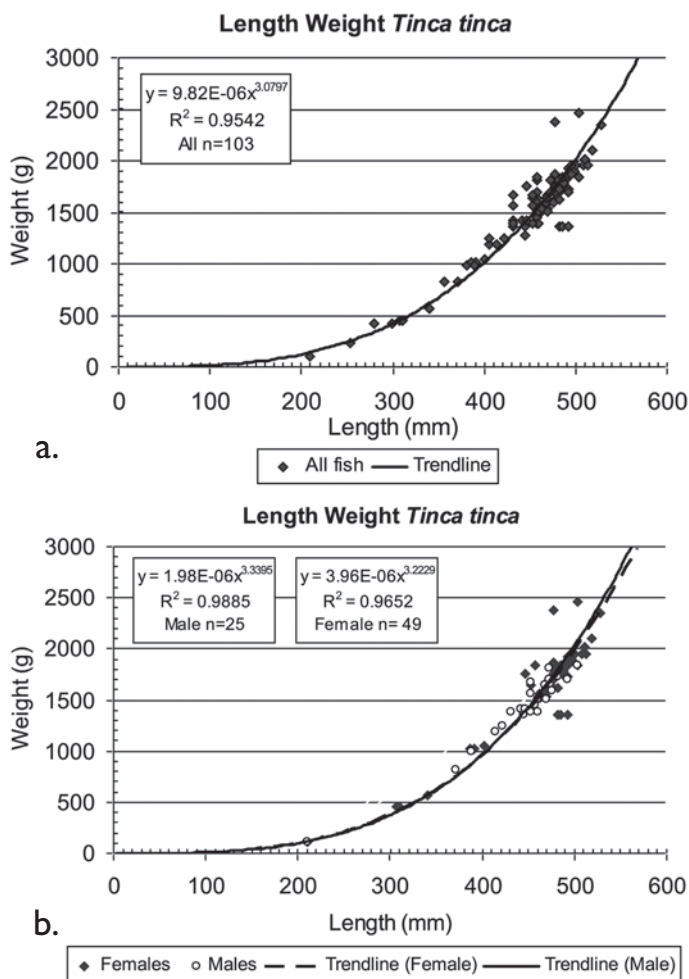 Length Weight Tinca tinca
3000
2500
2000
1500
1000
500
0
Weight (g)
y = 9.82E-06x^3.0797
R² = 0.9542
All n=103
0 100 200 300 400 500 600
Length (mm)
a.
All fish Trendline
Length Weight Tinca tinca
3000
2500
2000
1500
1000
500
0
Weight (g)
y = 1.98E-06x^3.3395
R² = 0.9885
Male n=25
y = 3.96E-06x^3.2229
R² = 0.9652
Female n= 49
0 100 200 300 400 500 600
Length (mm)
b.
Females Males Trendline (Female) Trendline (Male)